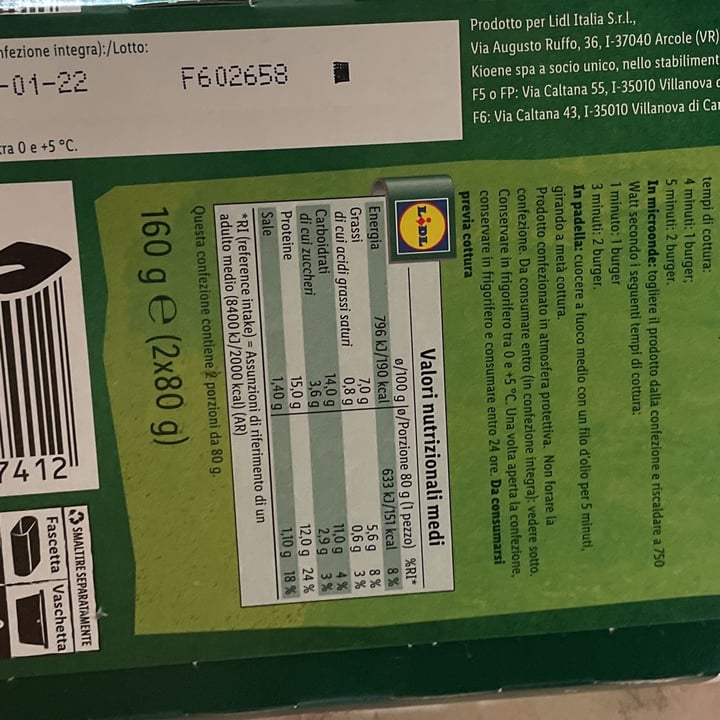 nfezione integra):/Lotto:
-01-22 F602658
tra 0 e +5 °C.
Prodotto per Lidl Italia S.r.l.,
Via Augusto Ruffo, 36, I-37040 Arcole (VR)
Kioene spa a socio unico, nello stabiliment
F5 o FP: Via Caltana 55, I-35010 Villanova d
F6: Via Caltana 43, I-35010 Villanova di Ca
tempi di cottura:
4 minuti: 1 burger;
5 minuti: 2 burger.
In microonde: togliere il prodotto dalla confezione e riscaldare a 750
Watt secondo i seguenti tempi di cottura:
1 minuto: 1 burger
3 minuti: 2 burger.
In padella: cuocere a fuoco medio con un filo d'olio per 5 minuti,
girando a metà cottura.
Prodotto confezionato in atmosfera protettiva. Non forare la
confezione. Da consumare entro (in confezione integra): vedere sotto.
Conservare in frigorifero tra 0 e +5 °C. Una volta aperta la confezione,
conservare in frigorifero e consumare entro 24 ore. Da consumarsi
previa cottura
LIDL
Valori nutrizionali medi
ø/100 g ø/Porzione 80 g (1 pezzo) %RI*
Energia 796 kJ/190 kcal 633 kJ/151 kcal 8 %
Grassi 7,0 g 5,6 g 8 %
di cui acidi grassi saturi 0,8 g 0,6 g 3 %
Carboidrati 14,0 g 11,0 g 4 %
di cui zuccheri 3,6 g 2,9 g 3 %
Proteine 15,0 g 12,0 g 24 %
Sale 1,40 g 1,10 g 18 %
*RI (reference intake) = Assunzioni di riferimento di un
adulto medio (8400 kJ/2000 kcal) (AR)
Questa confezione contiene 2 porzioni da 80 g.
160 g e (2x80 g)
7412
SMALTIRE SEPARATAMENTE
Fascetta Vaschetta